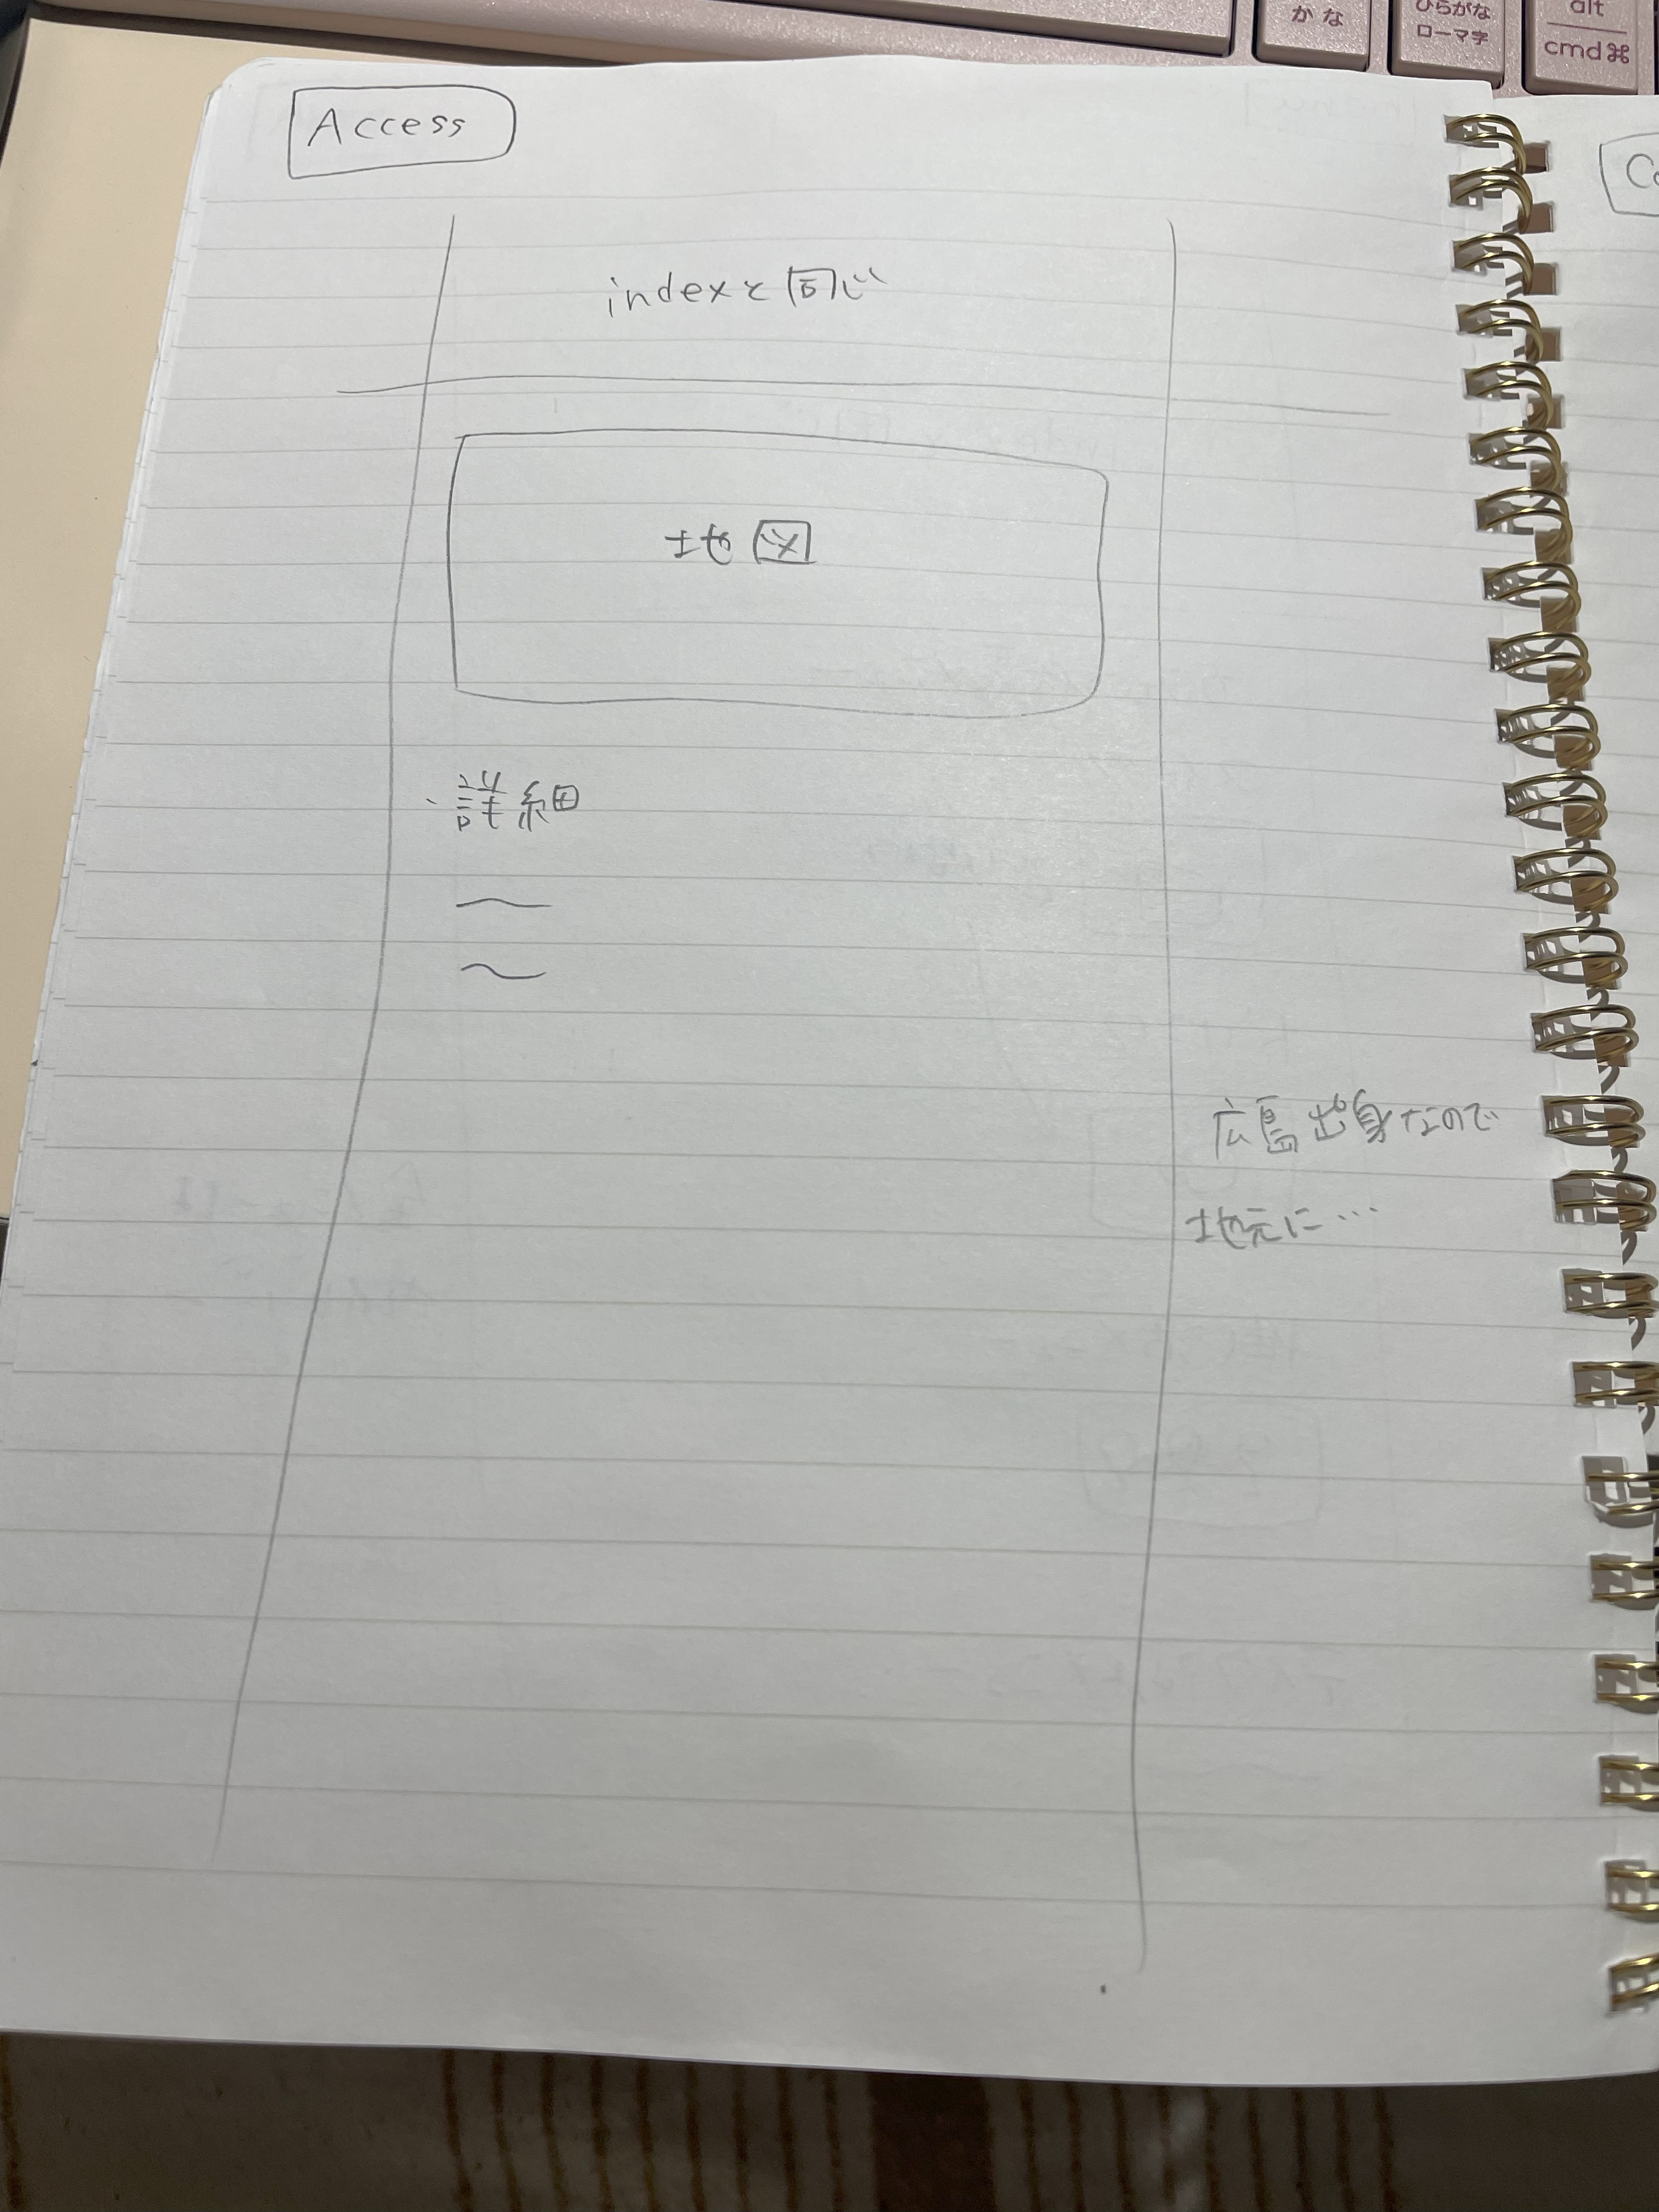 かな
ひらがな
ローマ字
alt
cmd⌘
Access
indexと同じ
地図
・詳細
〜
〜
広島出身なので
地元に…